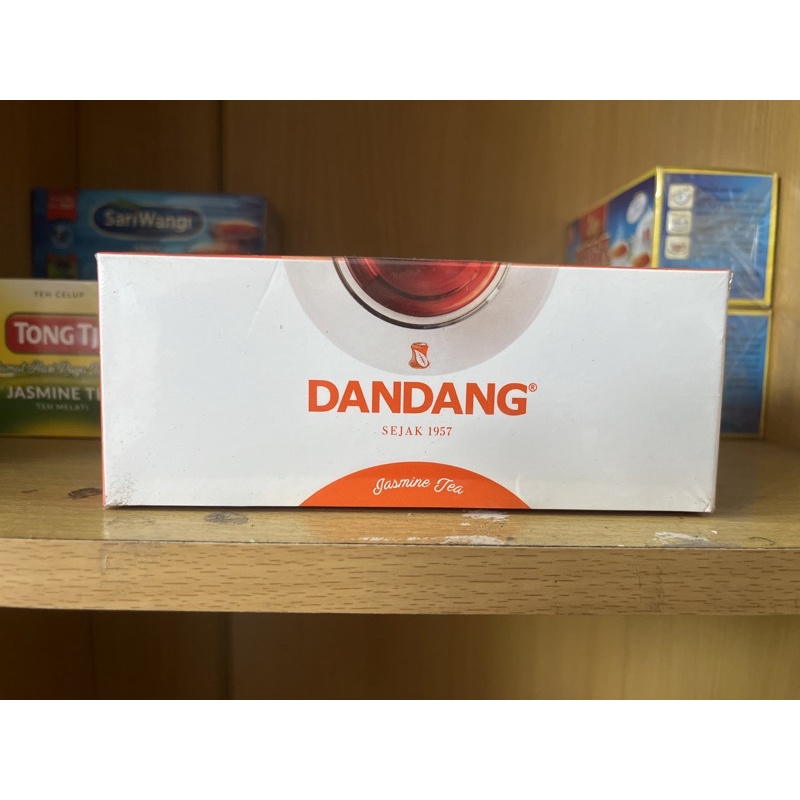 SariWangi
TEH CELUP
TONG TJ
JASMINE T
TEH MELATI
DANDANG®
SEJAK 1957
Jasmine Tea